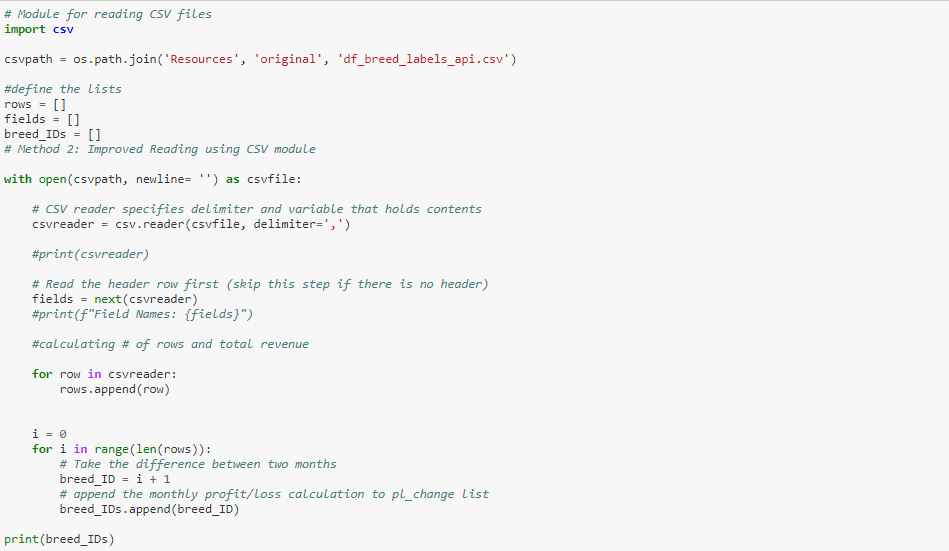 # Module for reading CSV files
import csv
csvpath = os.path.join('Resources', 'original', 'df_breed_labels_api.csv')
#define the lists
rows = []
fields = []
breed_IDs = []
# Method 2: Improved Reading using CSV module
with open(csvpath, newline= '') as csvfile:
    # CSV reader specifies delimiter and variable that holds contents
    csvreader = csv.reader(csvfile, delimiter=',')
    #print(csvreader)
    # Read the header row first (skip this step if there is no header)
    fields = next(csvreader)
    #print(f"Field Names: {fields}")
    #calculating # of rows and total revenue
    for row in csvreader:
        rows.append(row)
    i = 0
    for i in range(len(rows)):
        # Take the difference between two months
        breed_ID = i + 1
        # append the monthly profit/loss calculation to pl_change list
        breed_IDs.append(breed_ID)
print(breed_IDs)